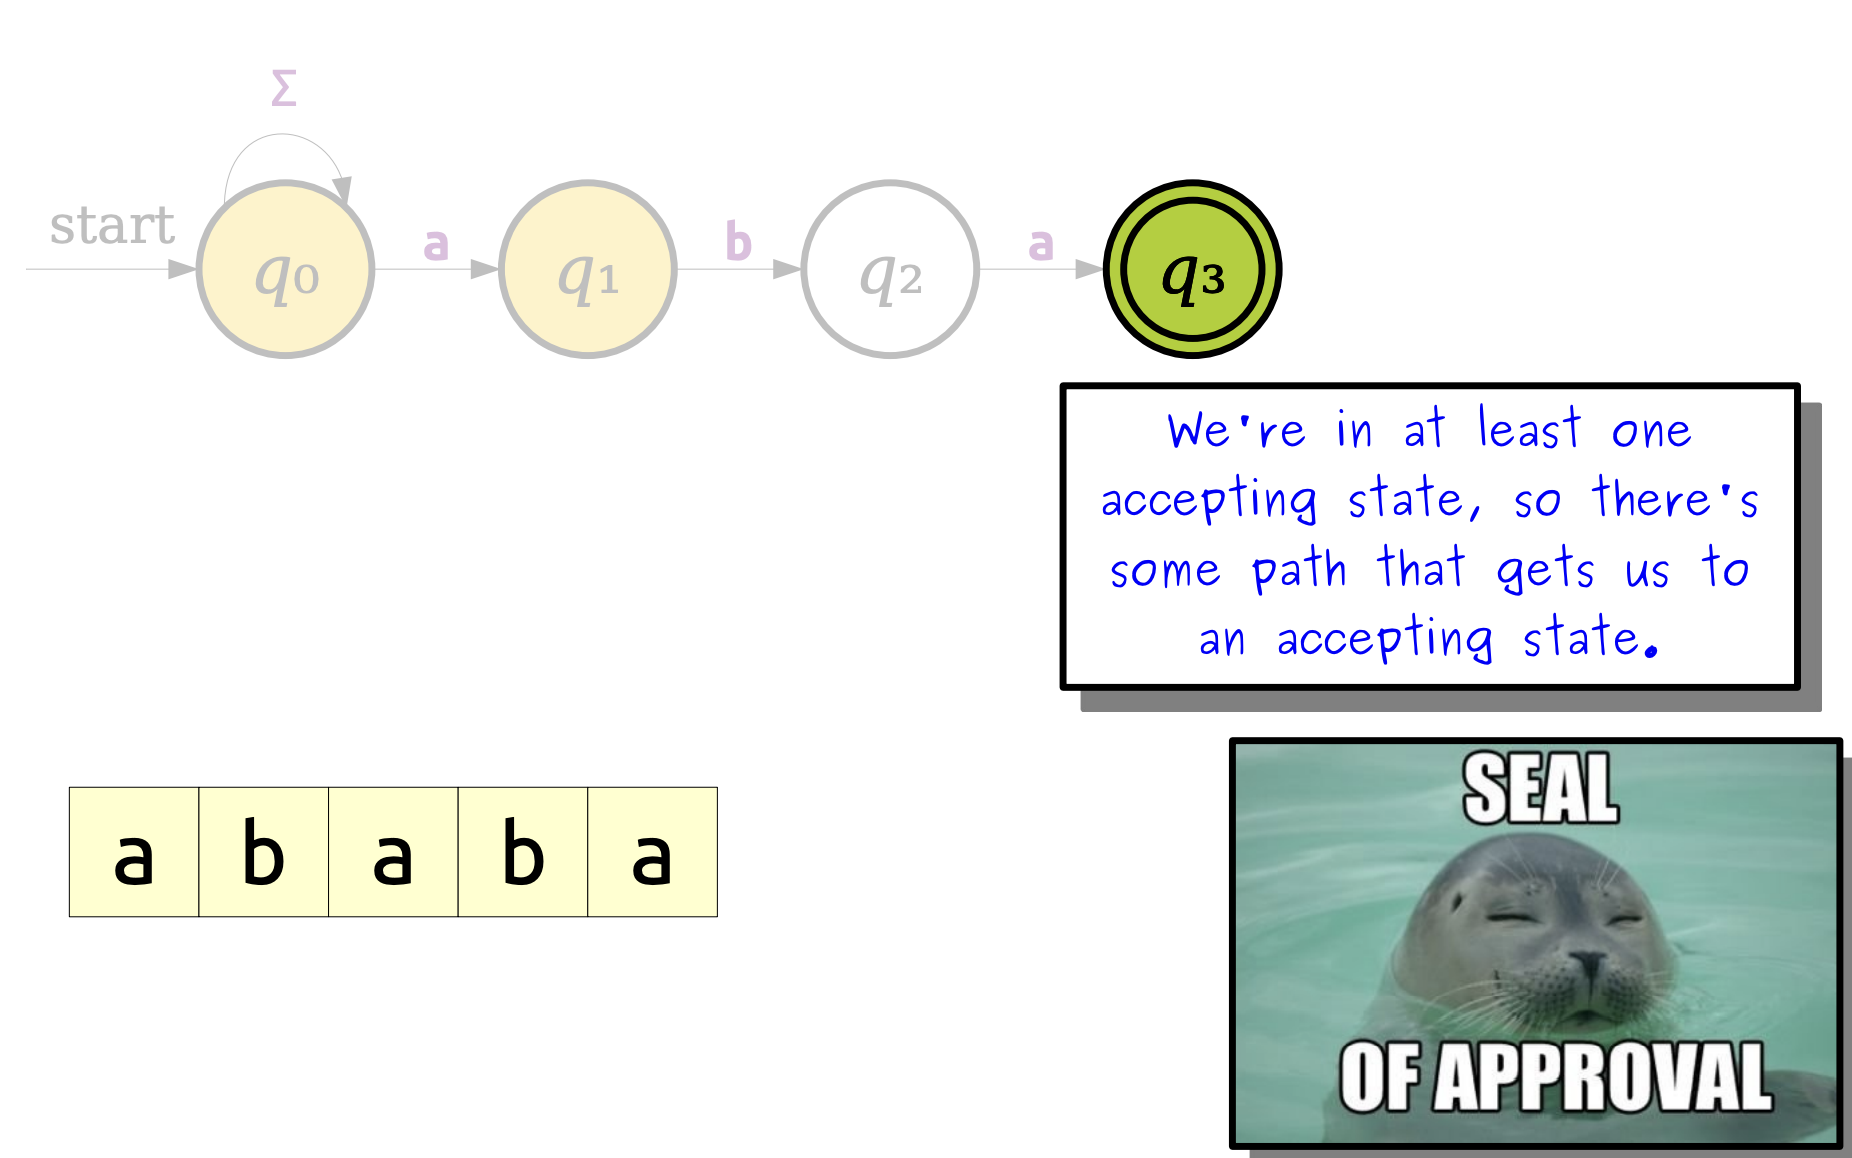 Σ
start
a
b
a
q0
q1
q2
q3
We're in at least one
accepting state, so there's
some path that gets us to
an accepting state.
a b a b a
SEAL
OF APPROVAL